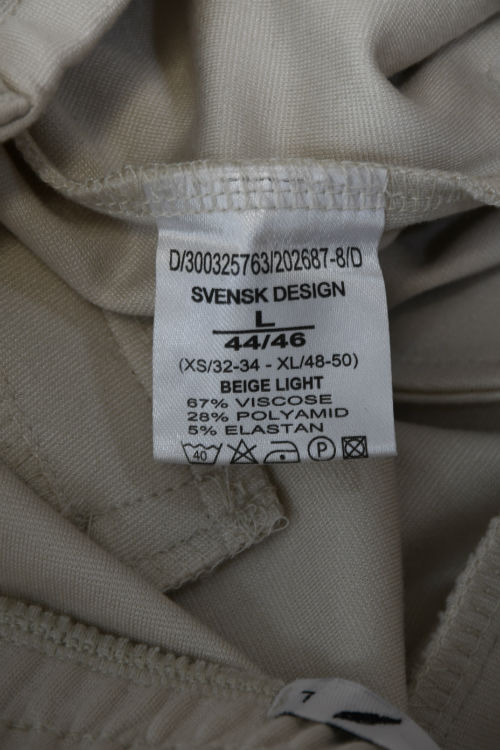 D/300325763/202687-8/D
SVENSK DESIGN
L
44/46
(XS/32-34 - XL/48-50)
BEIGE LIGHT
67% VISCOSE
28% POLYAMID
5% ELASTAN
40 P
7